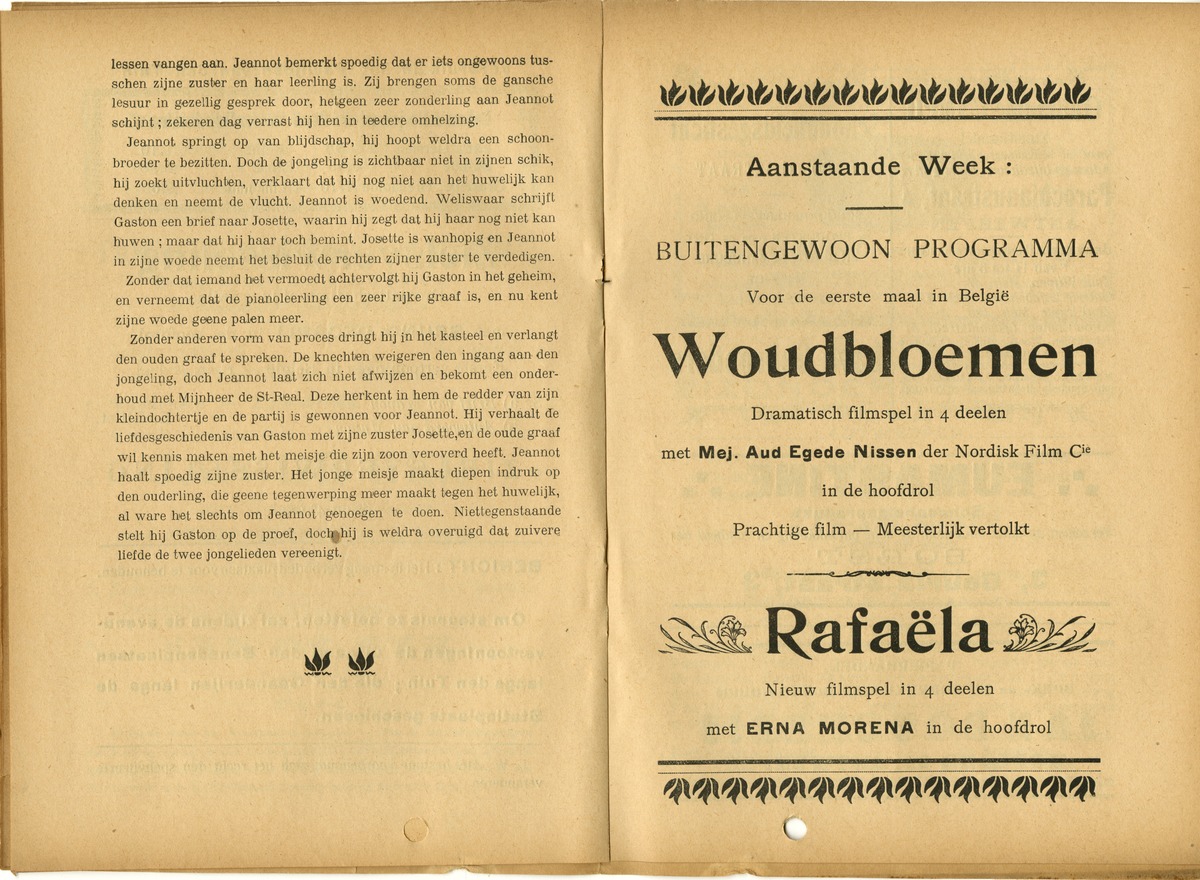 lessen vangen aan. Jeannot bemerkt spoedig dat er iets ongewoons tus-
schen zijne zuster en haar leerling is. Zij brengen soms de gansche
lesuur in gezellig gesprek door, hetgeen zeer zonderling aan Jeannot
schijnt ; zekeren dag verrast hij hen in teedere omhelzing.
Jeannot springt op van blijdschap, hij hoopt weldra een schoon-
broeder te bezitten. Doch de jongeling is zichtbaar niet in zijnen schik,
hij zoekt uitvluchten, verklaart dat hij nog niet aan het huwelijk kan
denken en neemt de vlucht. Jeannot is woedend. Weliswaar schrijft
Gaston een brief naar Josette, waarin hij zegt dat hij haar nog niet kan
huwen ; maar dat hij haar toch bemint. Josette is wanhopig en Jeannot
in zijne woede neemt het besluit de rechten zijner zuster te verdedigen.
Zonder dat iemand het vermoedt achtervolgt hij Gaston in het geheim,
en verneemt dat de pianoleerling een zeer rijke graaf is, en nu kent
zijne woede geene palen meer.
Zonder anderen vorm van proces dringt hij in het kasteel en verlangt
den ouden graaf te spreken. De knechten weigeren den ingang aan den
jongeling, doch Jeannot laat zich niet afwijzen en bekomt een onder-
houd met Mijnheer de St-Real. Deze herkent in hem de redder van zijn
kleindochtertje en de partij is gewonnen voor Jeannot. Hij verhaalt de
liefdesgeschiedenis van Gaston met zijne zuster Josette, en de oude graaf
wil kennis maken met het meisje die zijn zoon veroverd heeft. Jeannot
haalt spoedig zijne zuster. Het jonge meisje maakt diepen indruk op
den ouderling, die geene tegenwerping meer maakt tegen het huwelijk,
al ware het slechts om Jeannot genoegen te doen. Niettegenstaande
stelt hij Gaston op de proef, doch hij is weldra overuigd dat zuivere
liefde de twee jongelieden vereenigt.
Aanstaande Week :
BUITENGEWOON PROGRAMMA
Voor de eerste maal in België
Woudbloemen
Dramatisch filmspel in 4 deelen
met Mej. Aud Egede Nissen der Nordisk Film Cie
in de hoofdrol
Prachtige film — Meesterlijk vertolkt
Rafaëla
Nieuw filmspel in 4 deelen
met ERNA MORENA in de hoofdrol